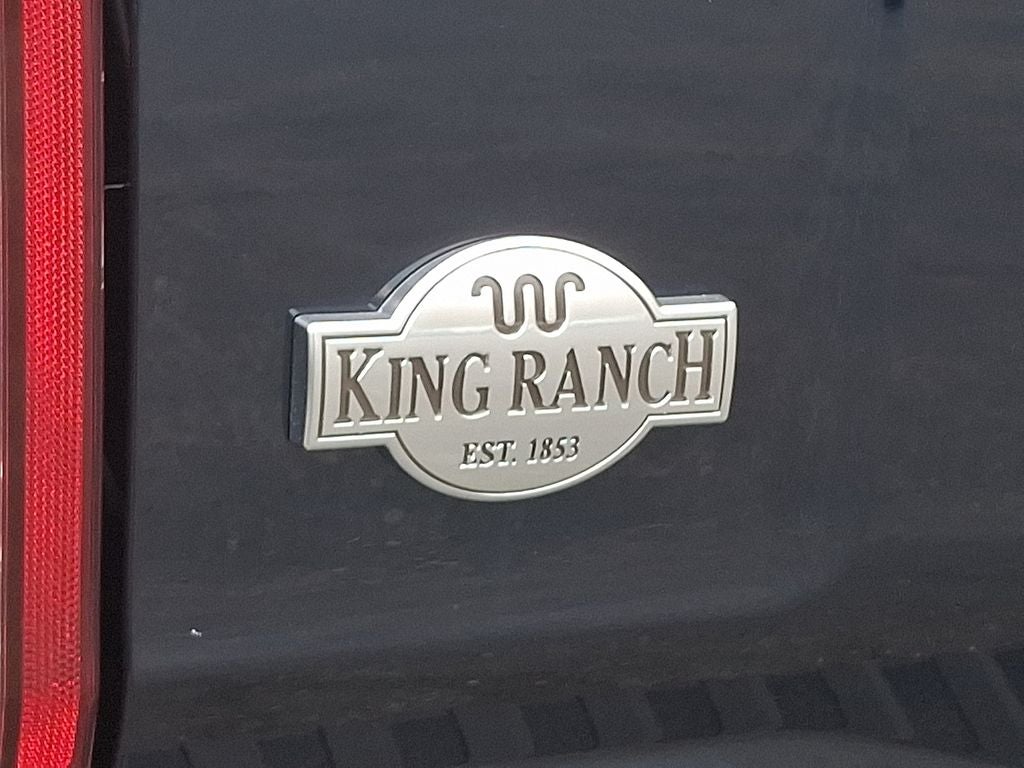 KING RANCH
EST. 1853